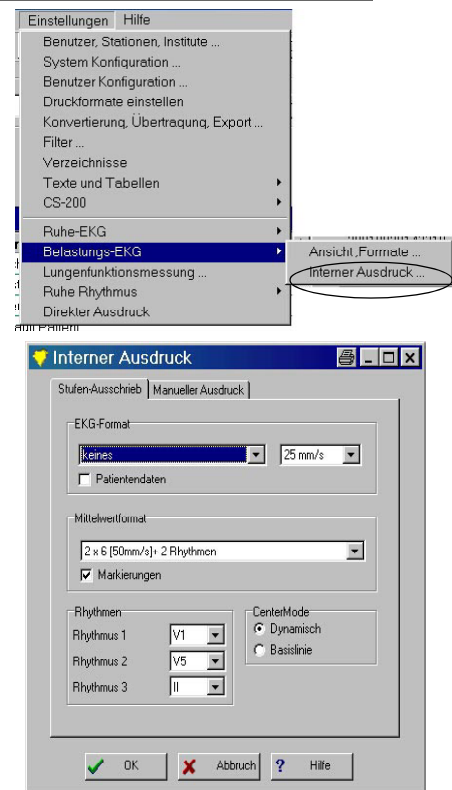 Einstellungen Hilfe
Benutzer, Stationen, Institute ...
System Konfiguration ...
Benutzer Konfiguration ...
Druckformate einstellen
Konvertierung, Übertragung, Export ...
Filter ...
Verzeichnisse
Texte und Tabellen
CS-200
Ruhe-EKG
Belastungs-EKG
Ansicht ,Formate ...
Lungenfunktionsmessung ...
Interner Ausdruck ...
Ruhe Rhythmus
Direkter Ausdruck
Patient
Interner Ausdruck
Stufen-Ausschrieb Manueller Ausdruck
EKG-Format
keines 25 mm/s
Patientendaten
Mittelwertformat
2 x 6 [50mm/s]+ 2 Rhythmen
Markierungen
Rhythmen CenterMode
Rhythmus 1 V1 Dynamisch
Rhythmus 2 V5 Basislinie
Rhythmus 3 II
OK Abbruch ? Hilfe